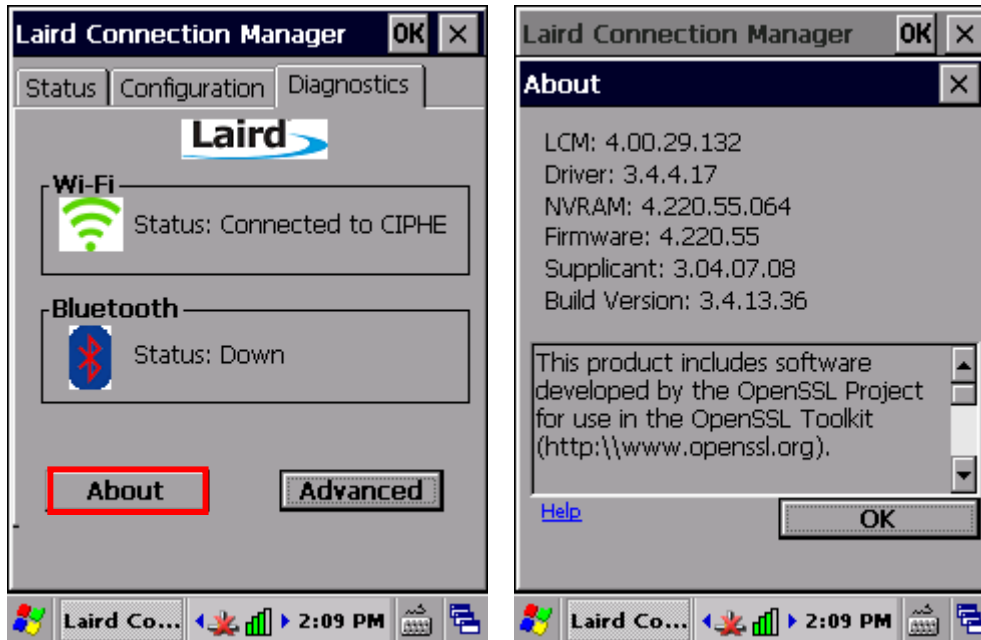 Laird Connection Manager OK
Status Configuration Diagnostics
Laird
Wi-Fi
Status: Connected to CIPHE
Bluetooth
Status: Down
About Advanced
Laird Co... 2:09 PM
Laird Connection Manager OK
About
LCM: 4.00.29.132
Driver: 3.4.4.17
NVRAM: 4.220.55.064
Firmware: 4.220.55
Supplicant: 3.04.07.08
Build Version: 3.4.13.36
This product includes software
developed by the OpenSSL Project
for use in the OpenSSL Toolkit
(http:\\www.openssl.org).
Help OK
Laird Co... 2:09 PM